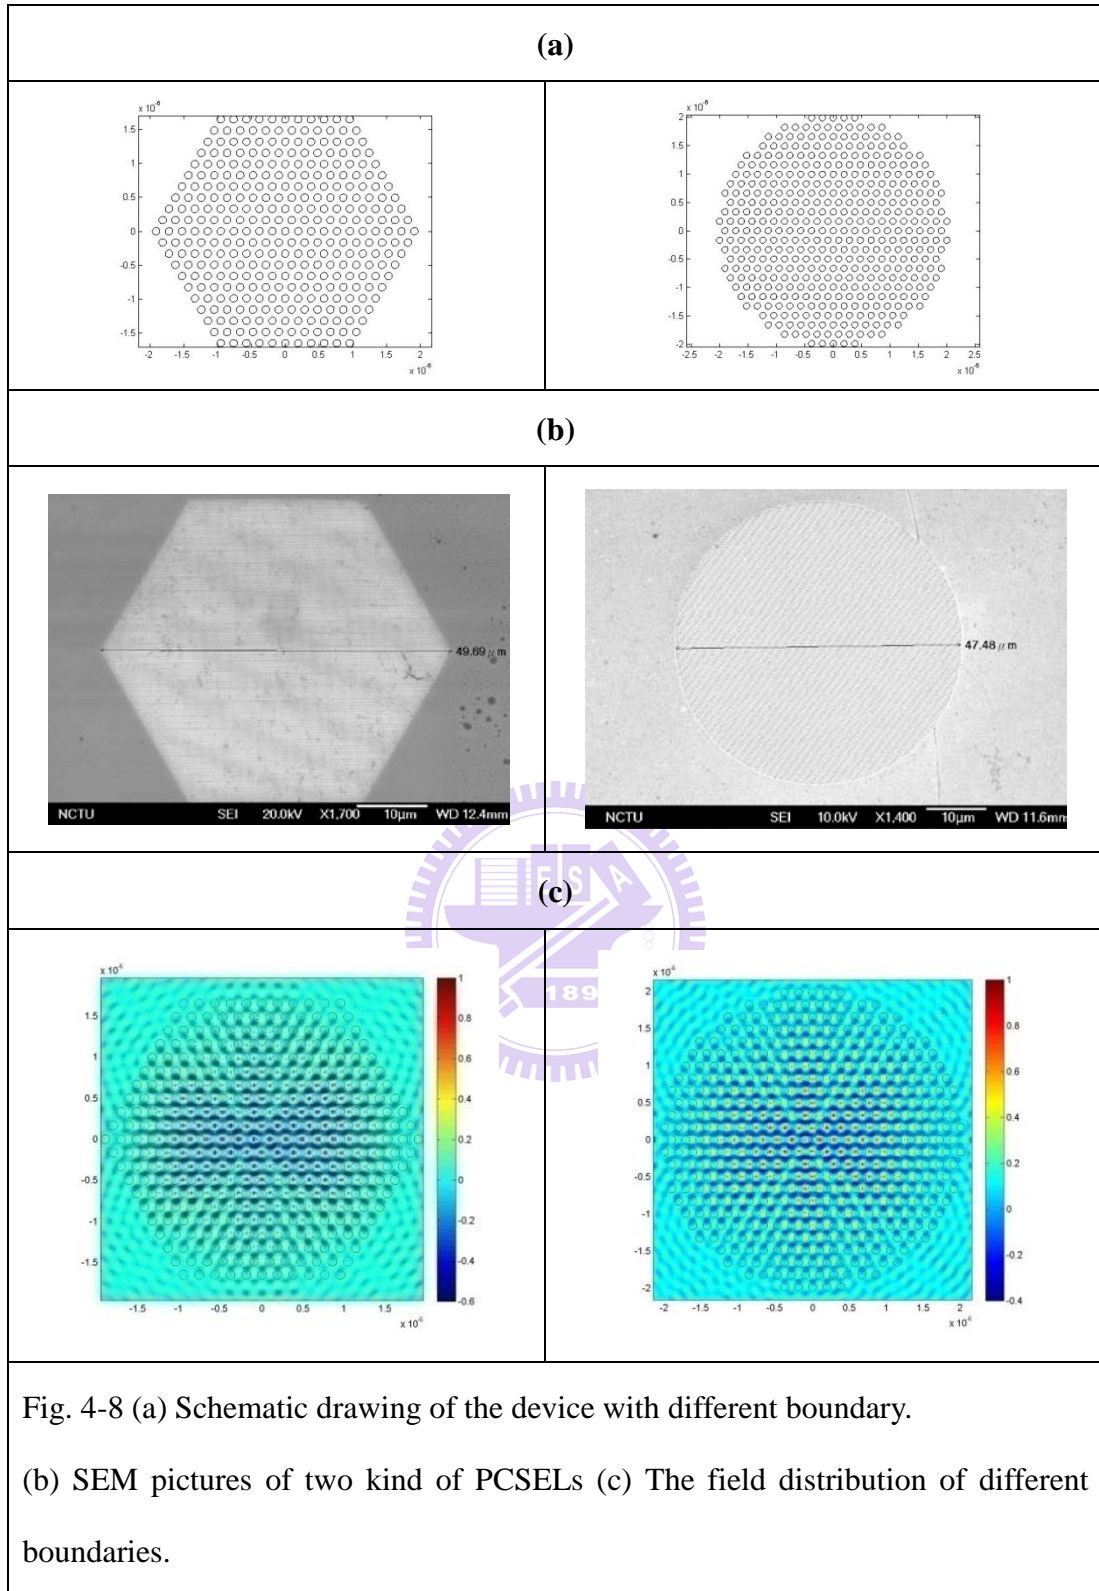 (a)
x 10-6
1.5
1
0.5
0
-0.5
-1
-1.5
-2 -1.5 -1 -0.5 0 0.5 1 1.5 2
x 10-6
x 10-6
2
1.5
1
0.5
0
-0.5
-1
-1.5
-2
-2.5 -2 -1.5 -1 -0.5 0 0.5 1 1.5 2 2.5
x 10-6
(b)
49.69 μm
NCTU SEI 20.0kV X1,700 10μm WD 12.4mm
47.48 μm
NCTU SEI 10.0kV X1,400 10μm WD 11.6mm
(c)
E S A
189
x 10-6
1.5
1
0.5
0
-0.5
-1
-1.5
-1.5 -1 -0.5 0 0.5 1 1.5
x 10-6
1
0.8
0.6
0.4
0.2
0
-0.2
-0.4
-0.6
x 10-6
2
1.5
1
0.5
0
-0.5
-1
-1.5
-2
-2 -1.5 -1 -0.5 0 0.5 1 1.5 2
x 10-6
1
0.8
0.6
0.4
0.2
0
-0.2
-0.4
Fig. 4-8 (a) Schematic drawing of the device with different boundary.
(b) SEM pictures of two kind of PCSELs (c) The field distribution of different
boundaries.